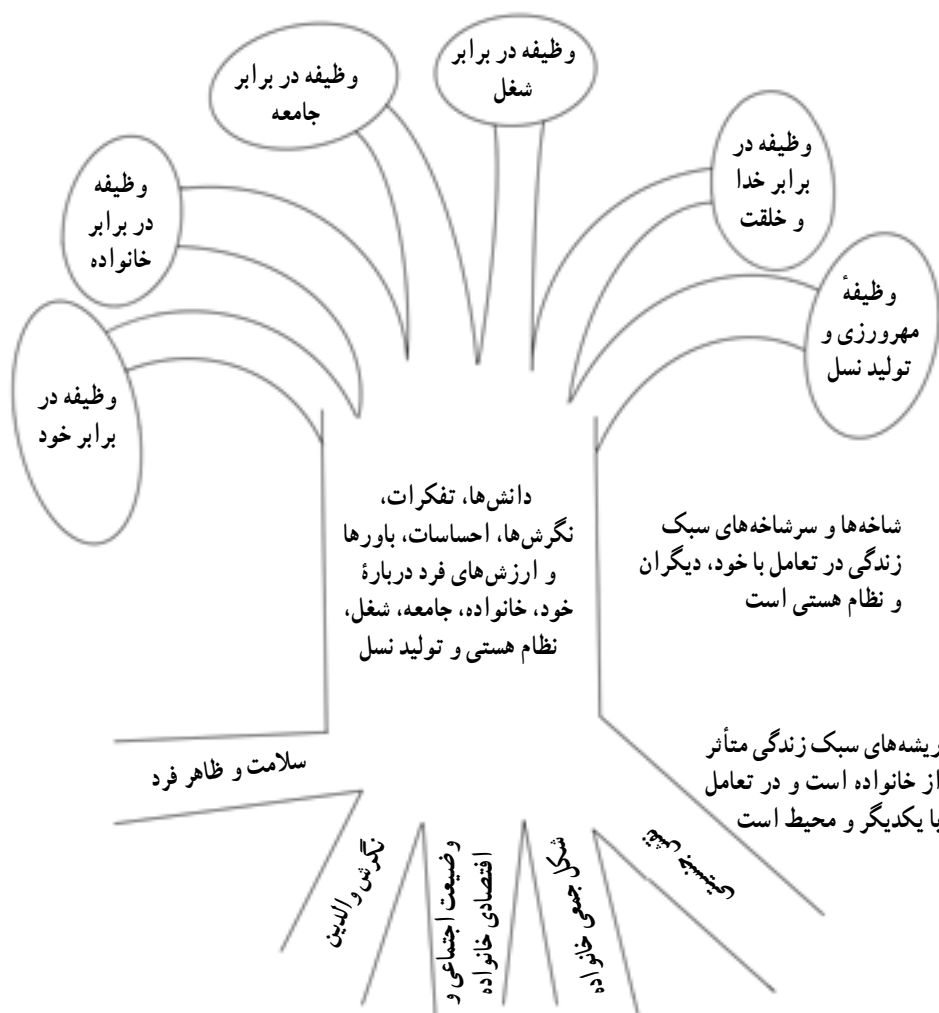 وظیفه در برابر
شغل
وظیفه در برابر
جامعه
وظیفه در
برابر خدا
و خلقت
وظیفه
در برابر
خانواده
وظیفهٔ
مهرورزی و
تولید نسل
وظیفه در
برابر خود
دانش‌ها، تفکرات،
نگرش‌ها، احساسات، باورها
و ارزش‌های فرد دربارهٔ
خود، خانواده، جامعه، شغل،
نظام هستی و تولید نسل
شاخه‌ها و سرشاخه‌های سبک
زندگی در تعامل با خود، دیگران
و نظام هستی است
ریشه‌های سبک زندگی متأثر
از خانواده است و در تعامل
با یکدیگر و محیط است
سلامت و ظاهر فرد
نگرش والدین
وضیعت اجتماعی و
اقتصادی خانواده
شکل جمعی خانواده
نقش جنسیتی